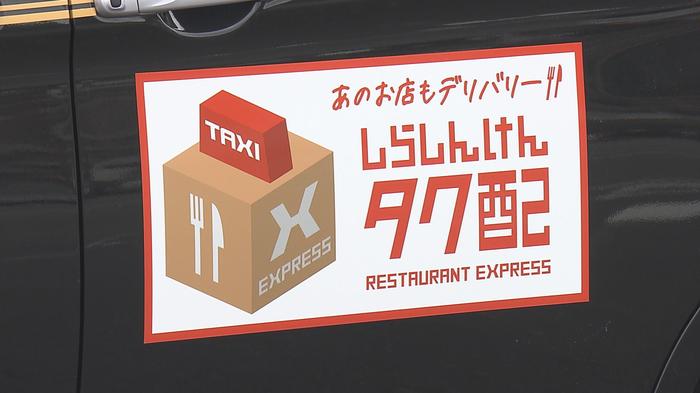 TAXI
X
EXPRESS
あのお店もデリバリー
しらしんけん
タク配
RESTAURANT EXPRESS